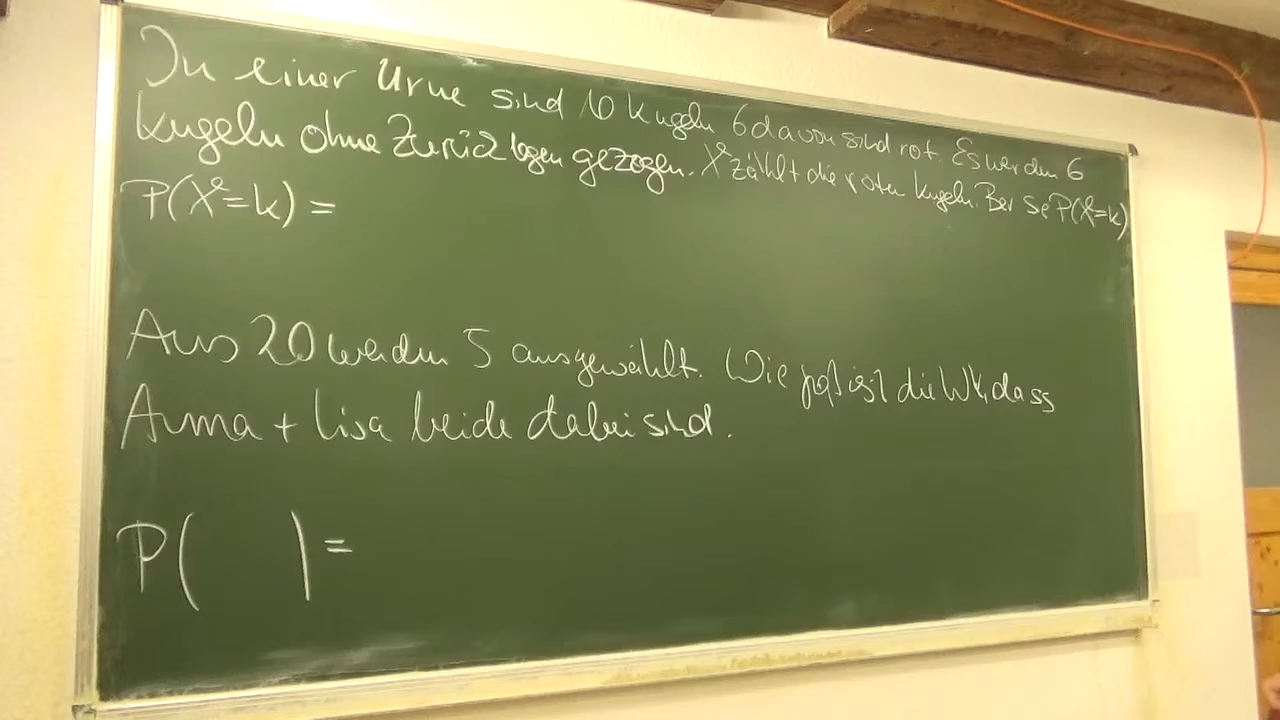 In einer Urne sind 10 Kugeln 6 davon sind rot. Es werden 6
Kugeln ohne Zurücklegen gezogen. X zählt die roten Kugeln. Ber Se P(X=k)
P(X=k) =
Aus 20 werden 5 ausgewählt. Wie groß ist die Wk, dass
Anna + Lisa beide dabei sind.
P( ) =